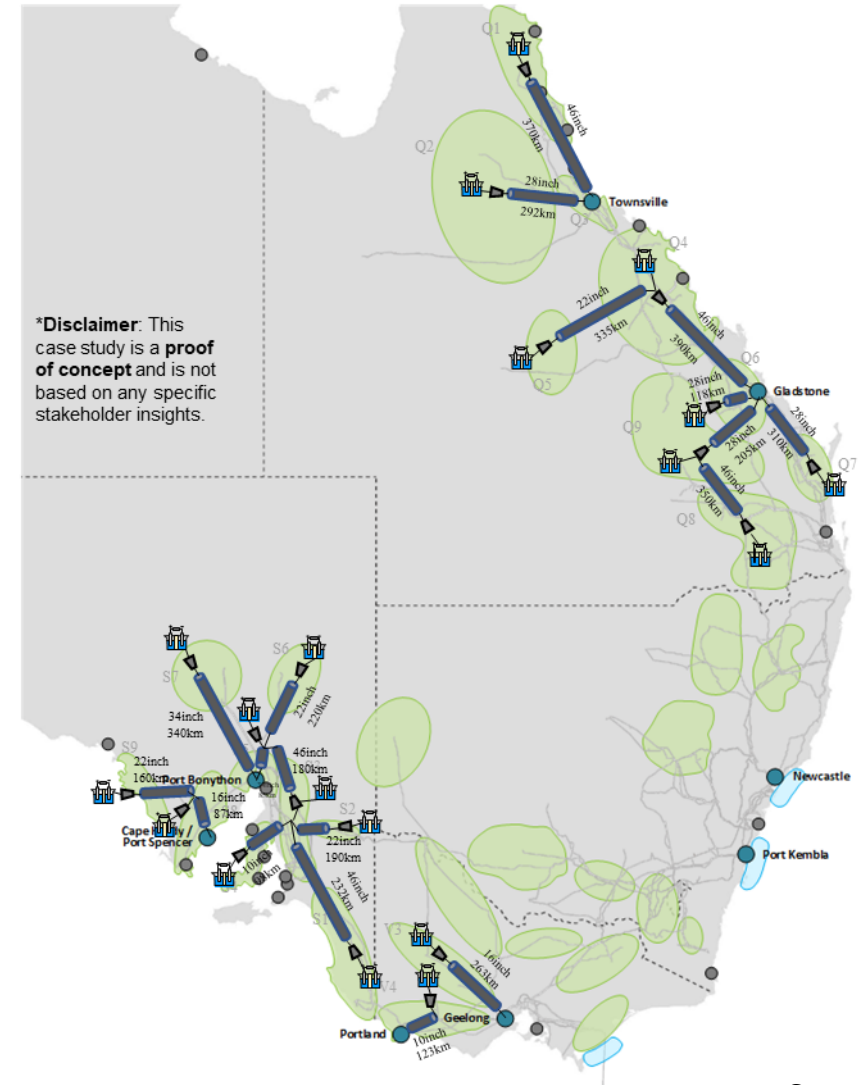 Q1
46inch
370km
Q2
28inch
292km
Q3
Townsville
Q4
*Disclaimer: This
case study is a proof
of concept and is not
based on any specific
stakeholder insights.
22inch
335km
46inch
390km
Q5
Q6
28inch
118km
Gladstone
Q9
28inch
205km
28inch
310km
Q7
46inch
350km
Q8
S6
S7
22inch
220km
34inch
340km
S9
46inch
180km
22inch
160km
Port Bonython
16inch
87km
Port Spencer
S2
22inch
190km
10inch
46inch
232km
S1
Newcastle
Port Kembla
V3
16inch
263km
V4
Geelong
Portland
10inch
123km